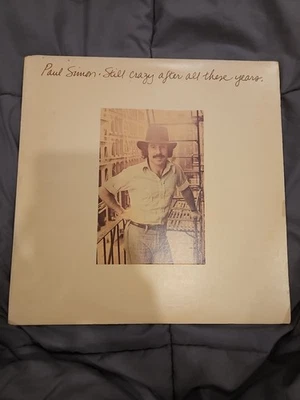 Paul Simon - Still crazy after all these years.